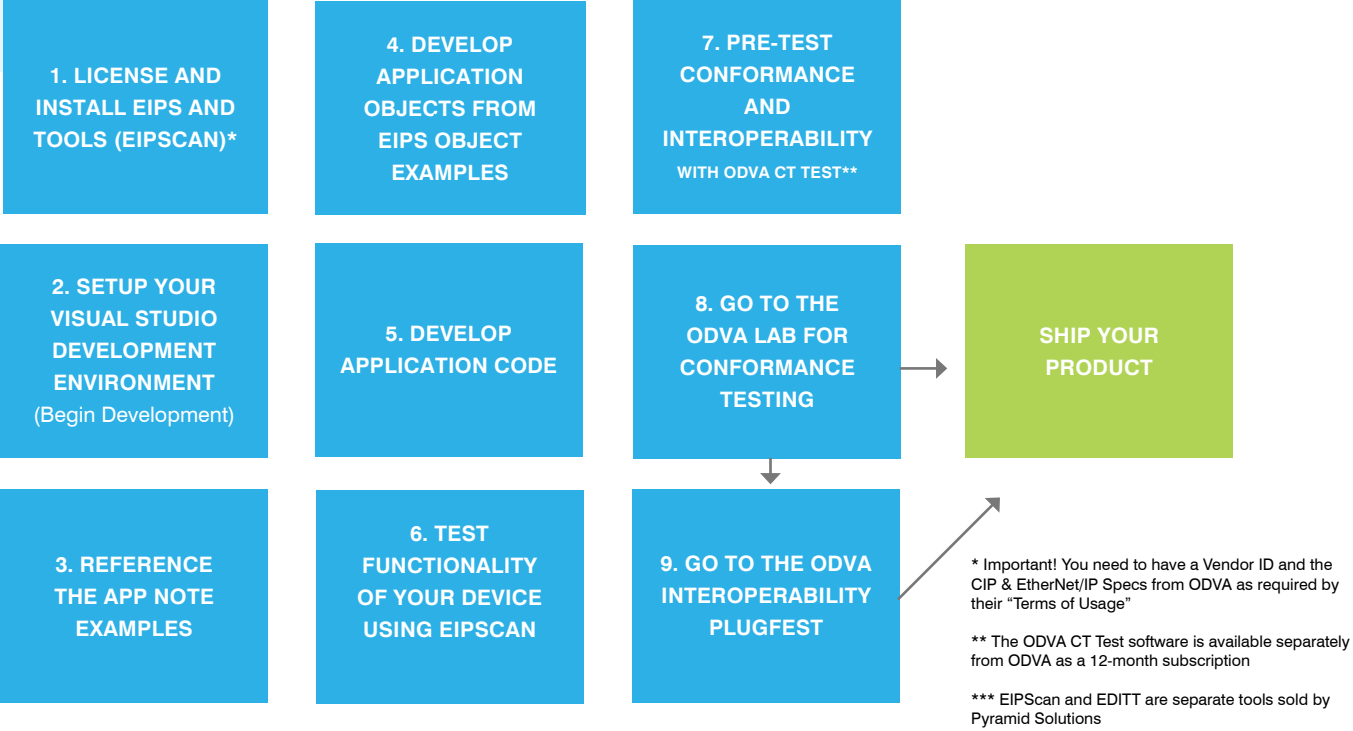 1. LICENSE AND
INSTALL EIPS AND
TOOLS (EIPSCAN)*
2. SETUP YOUR
VISUAL STUDIO
DEVELOPMENT
ENVIRONMENT
(Begin Development)
3. REFERENCE
THE APP NOTE
EXAMPLES
4. DEVELOP
APPLICATION
OBJECTS FROM
EIPS OBJECT
EXAMPLES
5. DEVELOP
APPLICATION CODE
6. TEST
FUNCTIONALITY
OF YOUR DEVICE
USING EIPSCAN
7. PRE-TEST
CONFORMANCE
AND
INTEROPERABILITY
WITH ODVA CT TEST**
8. GO TO THE
ODVA LAB FOR
CONFORMANCE
TESTING
9. GO TO THE ODVA
INTEROPERABILITY
PLUGFEST
SHIP YOUR
PRODUCT
* Important! You need to have a Vendor ID and the
CIP & EtherNet/IP Specs from ODVA as required by
their “Terms of Usage”
** The ODVA CT Test software is available separately
from ODVA as a 12-month subscription
*** EIPScan and EDITT are separate tools sold by
Pyramid Solutions